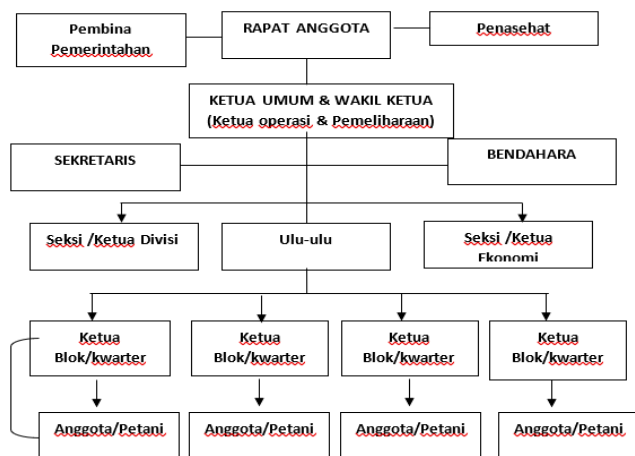 Pembina
Pemerintahan
RAPAT ANGGOTA
Penasehat
KETUA UMUM & WAKIL KETUA
(Ketua operasi & Pemeliharaan)
SEKRETARIS
BENDAHARA
Seksi /Ketua Divisi
Ulu-ulu
Seksi /Ketua
Ekonomi
Ketua
Blok/kwarter
Ketua
Blok/kwarter
Ketua
Blok/kwarter
Ketua
Blok/kwarter
Anggota/Petani
Anggota/Petani
Anggota/Petani
Anggota/Petani